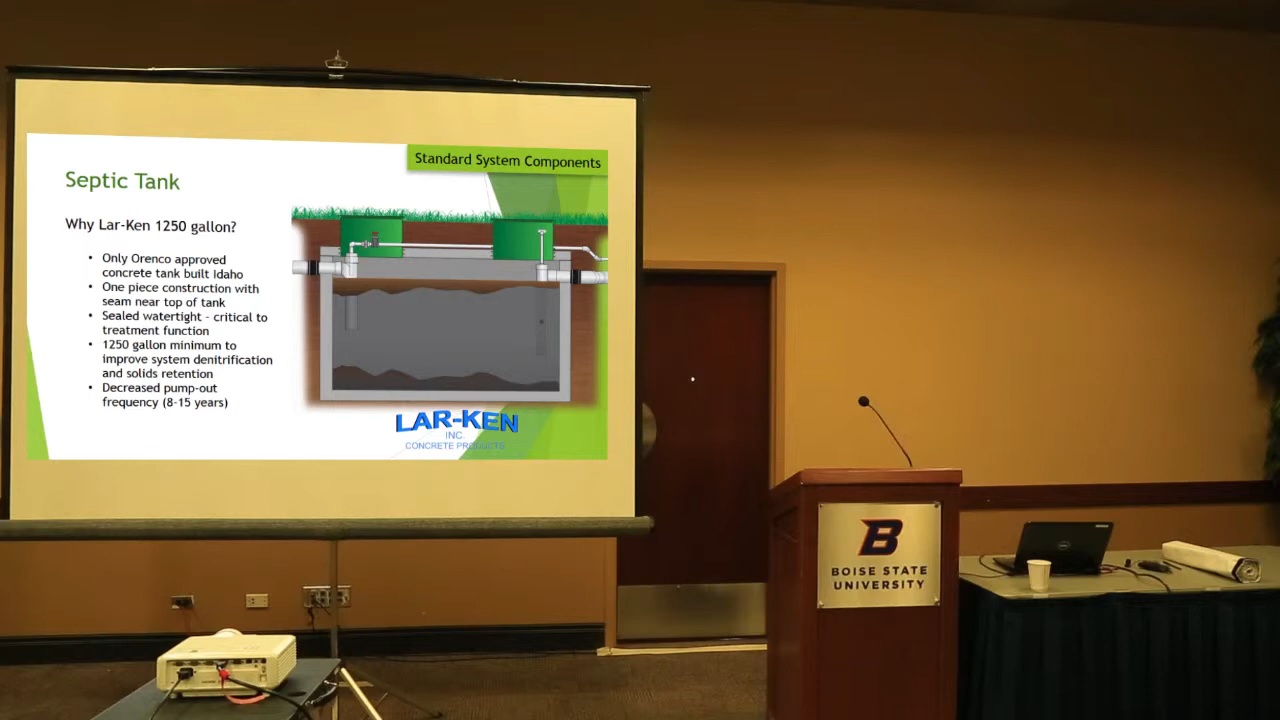 Standard System Components
Septic Tank
Why Lar-Ken 1250 gallon?
• Only Orenco approved
concrete tank built Idaho
• One piece construction with
seam near top of tank
• Sealed watertight - critical to
treatment function
• 1250 gallon minimum to
improve system denitrification
and solids retention
• Decreased pump-out
frequency (8-15 years)
LAR-KEN
INC.
CONCRETE PRODUCTS
B
BOISE STATE
UNIVERSITY
DELL